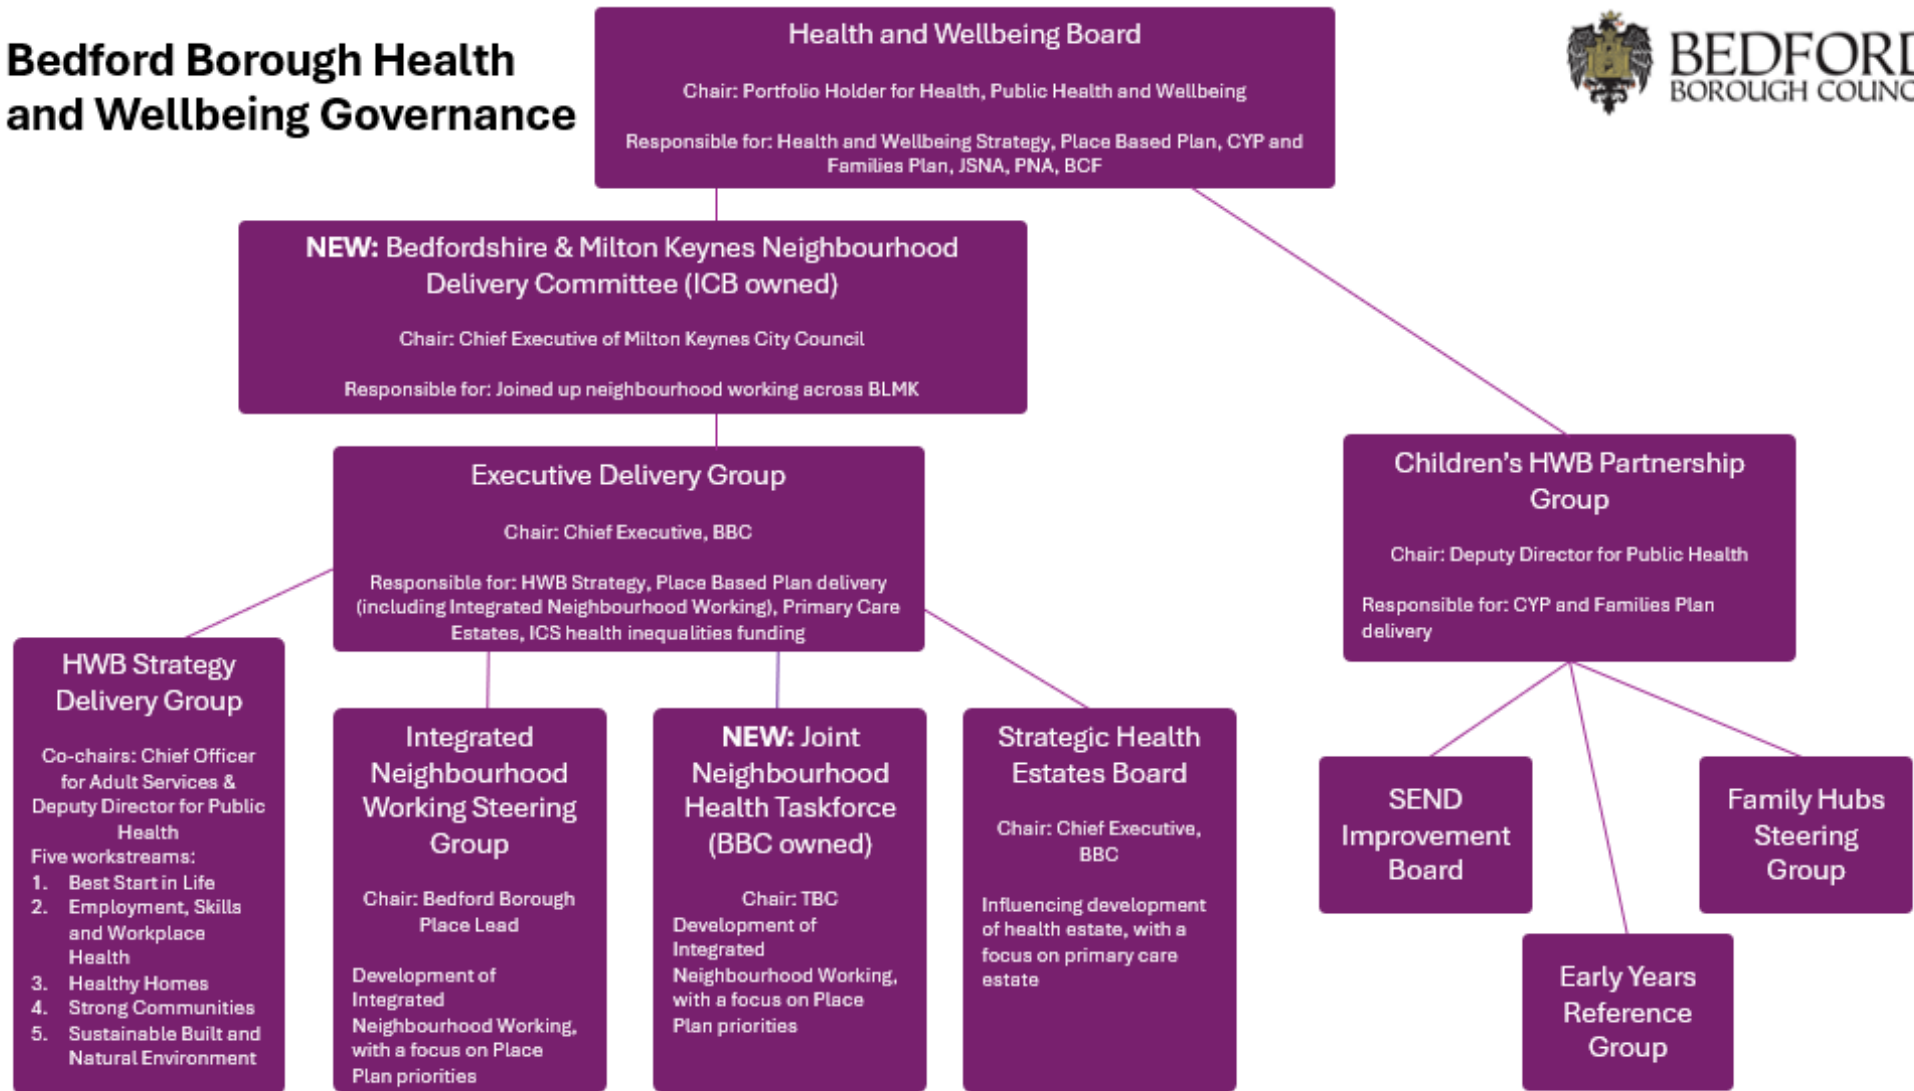 Bedford Borough Health
and Wellbeing Governance
Health and Wellbeing Board
Chair: Portfolio Holder for Health, Public Health and Wellbeing
Responsible for: Health and Wellbeing Strategy, Place Based Plan, CYP and
Families Plan, JSNA, PNA, BCF
BEDFORD
BOROUGH COUNC
NEW: Bedfordshire & Milton Keynes Neighbourhood
Delivery Committee (ICB owned)
Chair: Chief Executive of Milton Keynes City Council
Responsible for: Joined up neighbourhood working across BLMK
Executive Delivery Group
Chair: Chief Executive, BBC
Responsible for: HWB Strategy, Place Based Plan delivery
(including Integrated Neighbourhood Working), Primary Care
Estates, ICS health inequalities funding
Children's HWB Partnership
Group
Chair: Deputy Director for Public Health
Responsible for: CYP and Families Plan
delivery
HWB Strategy
Delivery Group
Co-chairs: Chief Officer
for Adult Services &
Deputy Director for Public
Health
Five workstreams:
1. Best Start in Life
2. Employment, Skills
and Workplace
Health
3. Healthy Homes
4. Strong Communities
5. Sustainable Built and
Natural Environment
Integrated
Neighbourhood
Working Steering
Group
Chair: Bedford Borough
Place Lead
Development of
Integrated
Neighbourhood Working,
with a focus on Place
Plan priorities
NEW: Joint
Neighbourhood
Health Taskforce
(BBC owned)
Chair: TBC
Development of
Integrated
Neighbourhood Working,
with a focus on Place
Plan priorities
Strategic Health
Estates Board
Chair: Chief Executive,
BBC
Influencing development
of health estate, with a
focus on primary care
estate
SEND
Improvement
Board
Early Years
Reference
Group
Family Hubs
Steering
Group